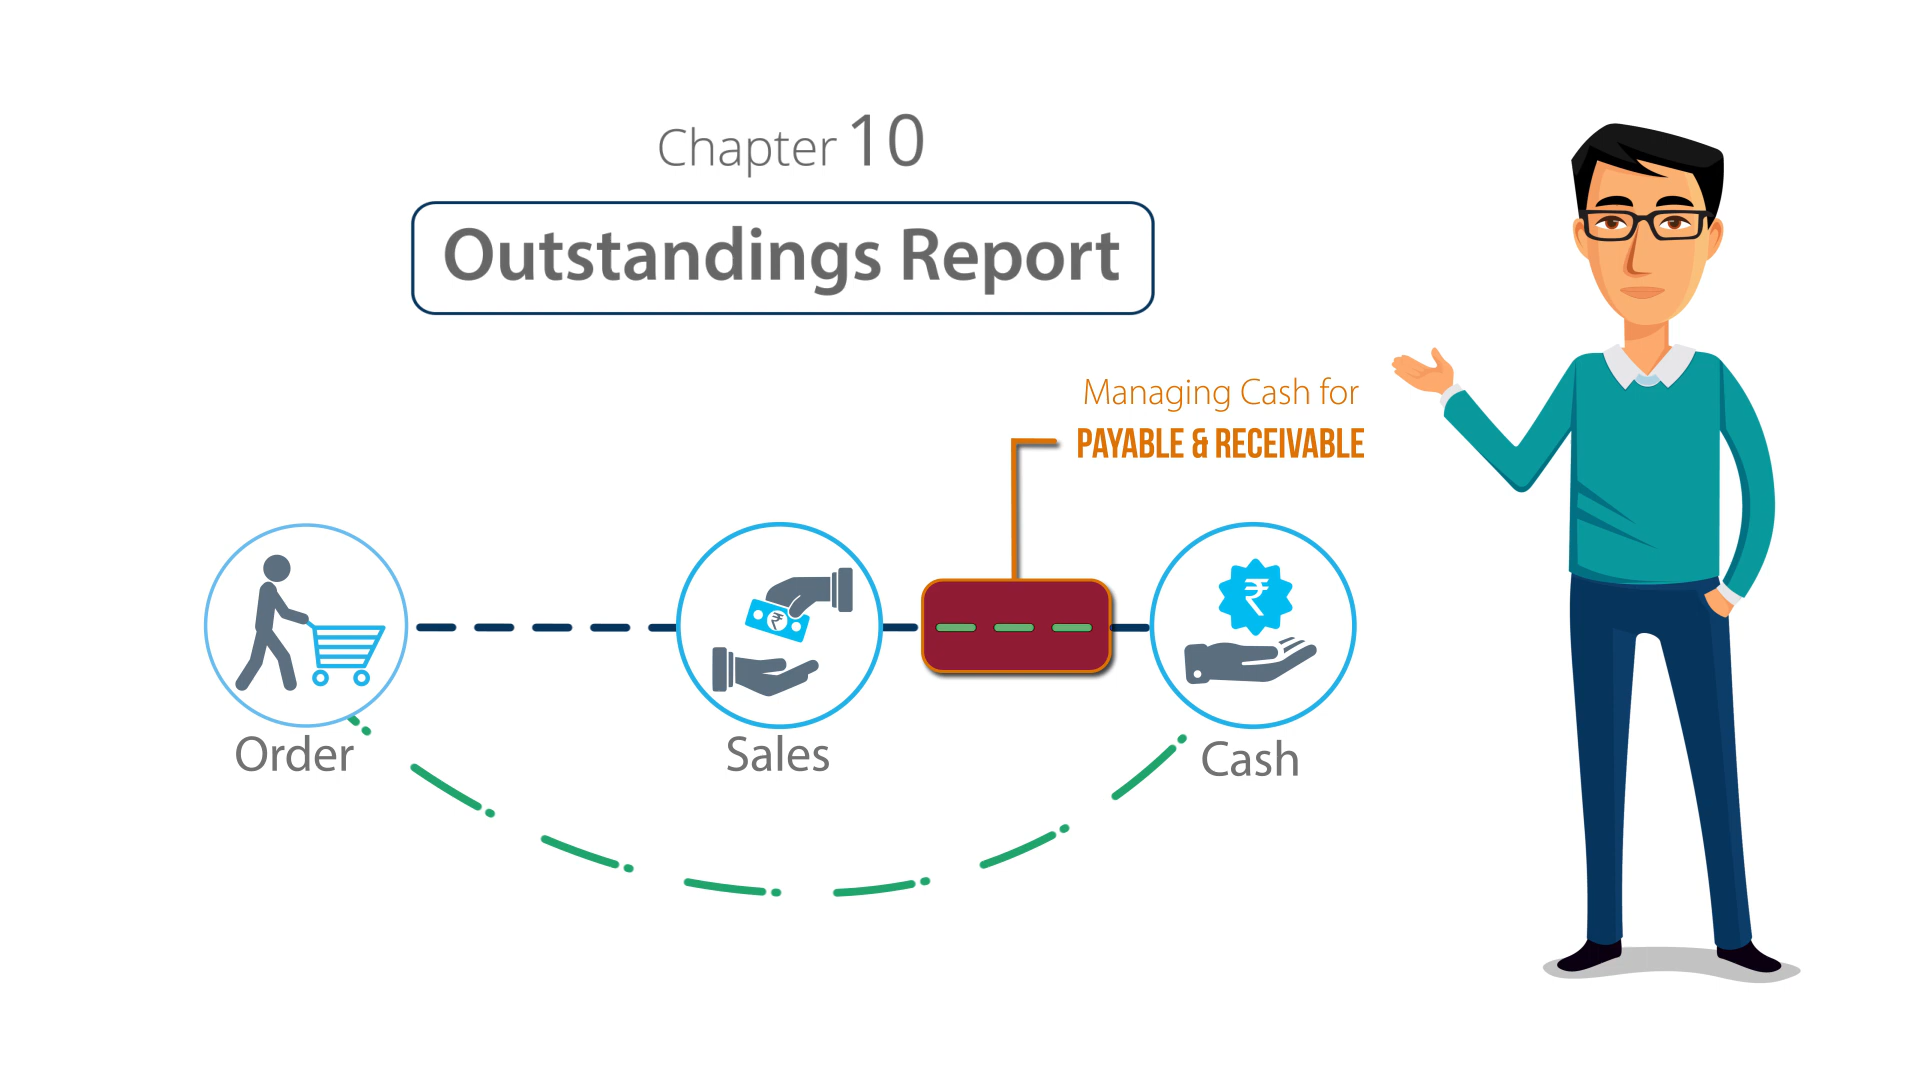 Chapter 10
Outstandings Report
Managing Cash for
PAYABLE & RECEIVABLE
₹
₹
Order
Sales
Cash